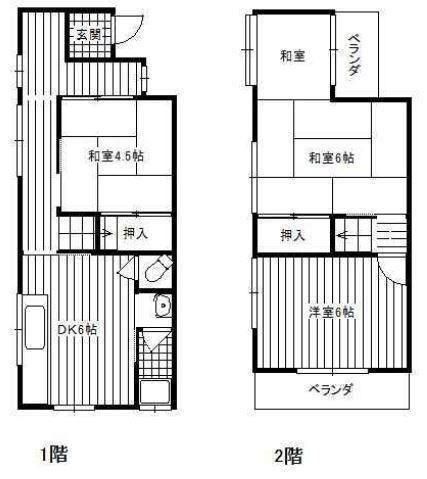 玄関
和室4.5帖
押入
DK6帖
1階
和室
ベランダ
和室6帖
押入
洋室6帖
ベランダ
2階